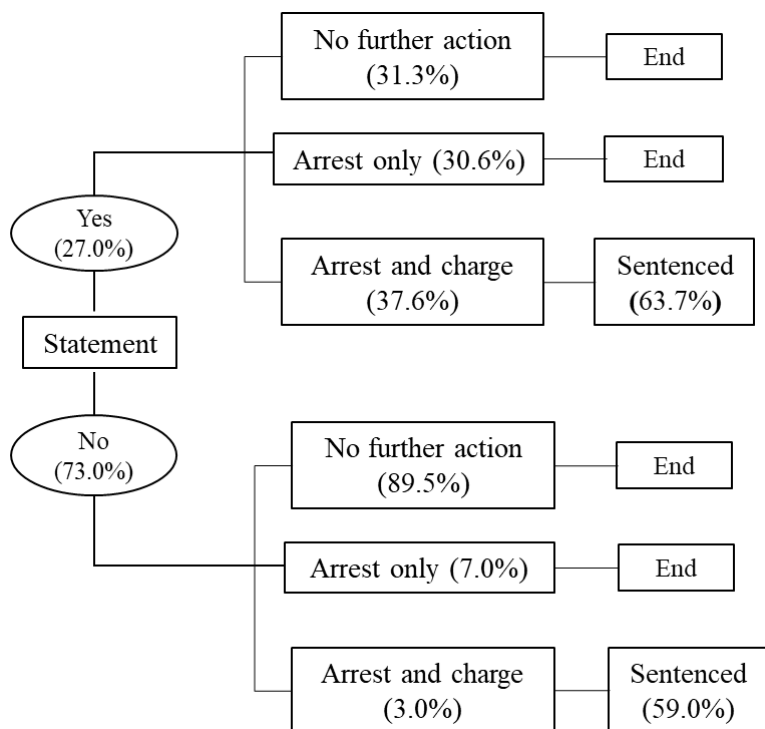 No further action
(31.3%)
End
Arrest only (30.6%)
End
Yes
(27.0%)
Arrest and charge
(37.6%)
Sentenced
(63.7%)
Statement
No
(73.0%)
No further action
(89.5%)
End
Arrest only (7.0%)
End
Arrest and charge
(3.0%)
Sentenced
(59.0%)